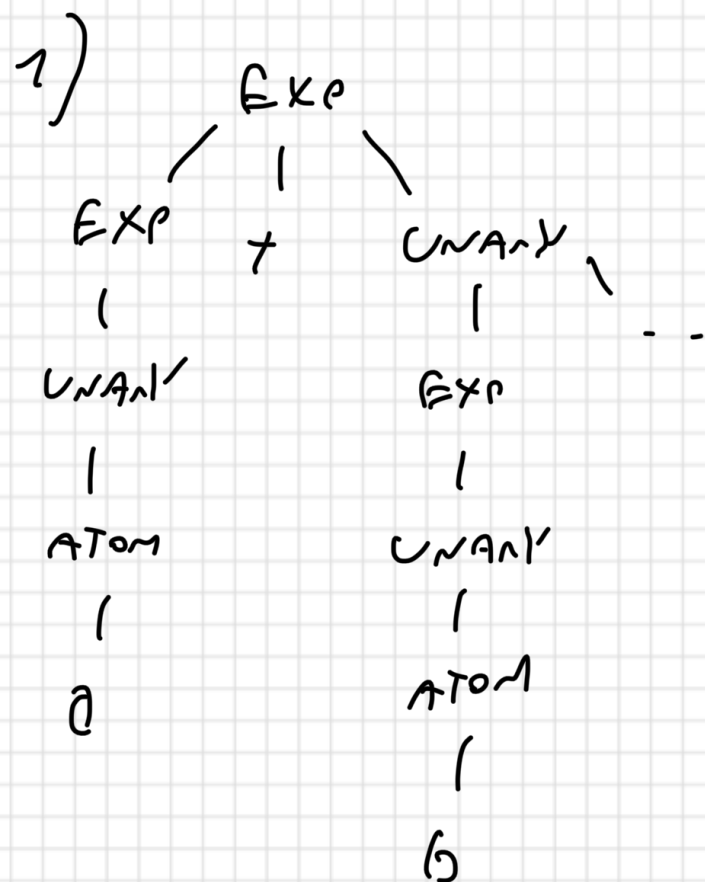 1)
EXP
EXP + UNARY
...
UNARY EXP
ATOM UNARY
a ATOM
b